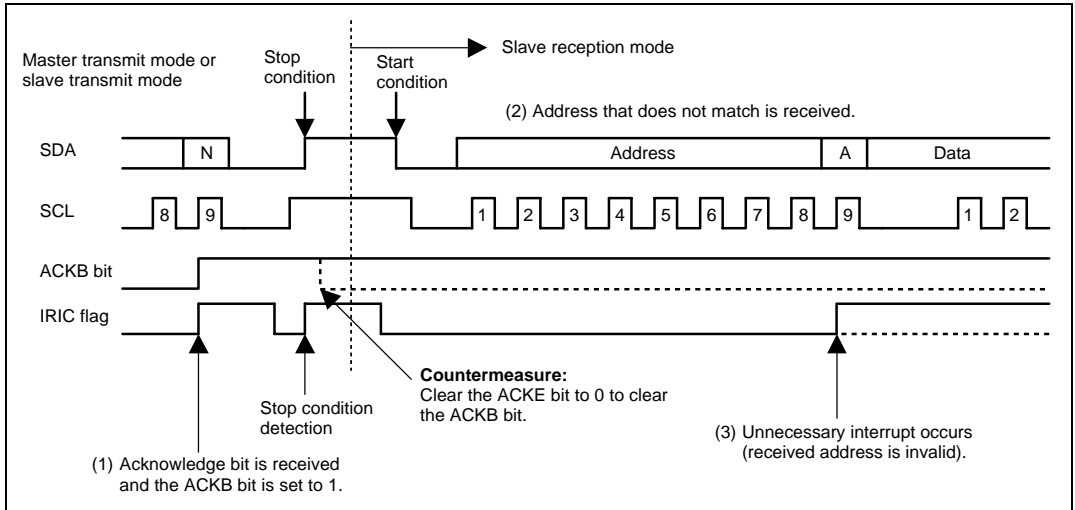 Master transmit mode or
slave transmit mode
Stop
condition
Start
condition
Slave reception mode
(2) Address that does not match is received.
SDA
N
Address
A
Data
SCL
8
9
1
2
3
4
5
6
7
8
9
1
2
ACKB bit
IRIC flag
Stop condition
detection
Countermeasure:
Clear the ACKE bit to 0 to clear
the ACKB bit.
(1) Acknowledge bit is received
and the ACKB bit is set to 1.
(3) Unnecessary interrupt occurs
(received address is invalid).